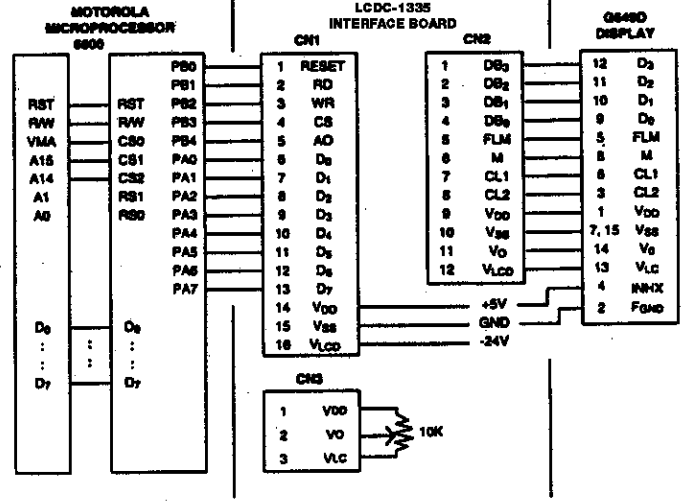 MOTOROLA
MICROPROCESSOR
6800
LCDC-1335
INTERFACE BOARD
G649D
DISPLAY
RST
R/W
VMA
A15
A14
A1
A0
D0
:
:
D7
:
:
RST
R/W
CS0
CS1
CS2
RS1
RS0
D0
:
:
D7
PB0
PB1
PB2
PB3
PB4
PA0
PA1
PA2
PA3
PA4
PA5
PA6
PA7
CN1
1 RESET
2 RD
3 WR
4 CS
5 AO
6 D0
7 D1
8 D2
9 D3
10 D4
11 D5
12 D6
13 D7
14 VDD
15 VSS
16 VLCD
CN2
1 DB3
2 DB2
3 DB1
4 DB0
5 FLM
6 M
7 CL1
8 CL2
9 VDD
10 VSS
11 VO
12 VLCD
+5V
GND
-24V
12 D3
11 D2
10 D1
9 D0
5 FLM
8 M
6 CL1
3 CL2
1 VDD
7, 15 VSS
14 V0
13 VLC
4 INHX
2 FGND
CN3
1 VDD
2 VO
3 VLC
10K